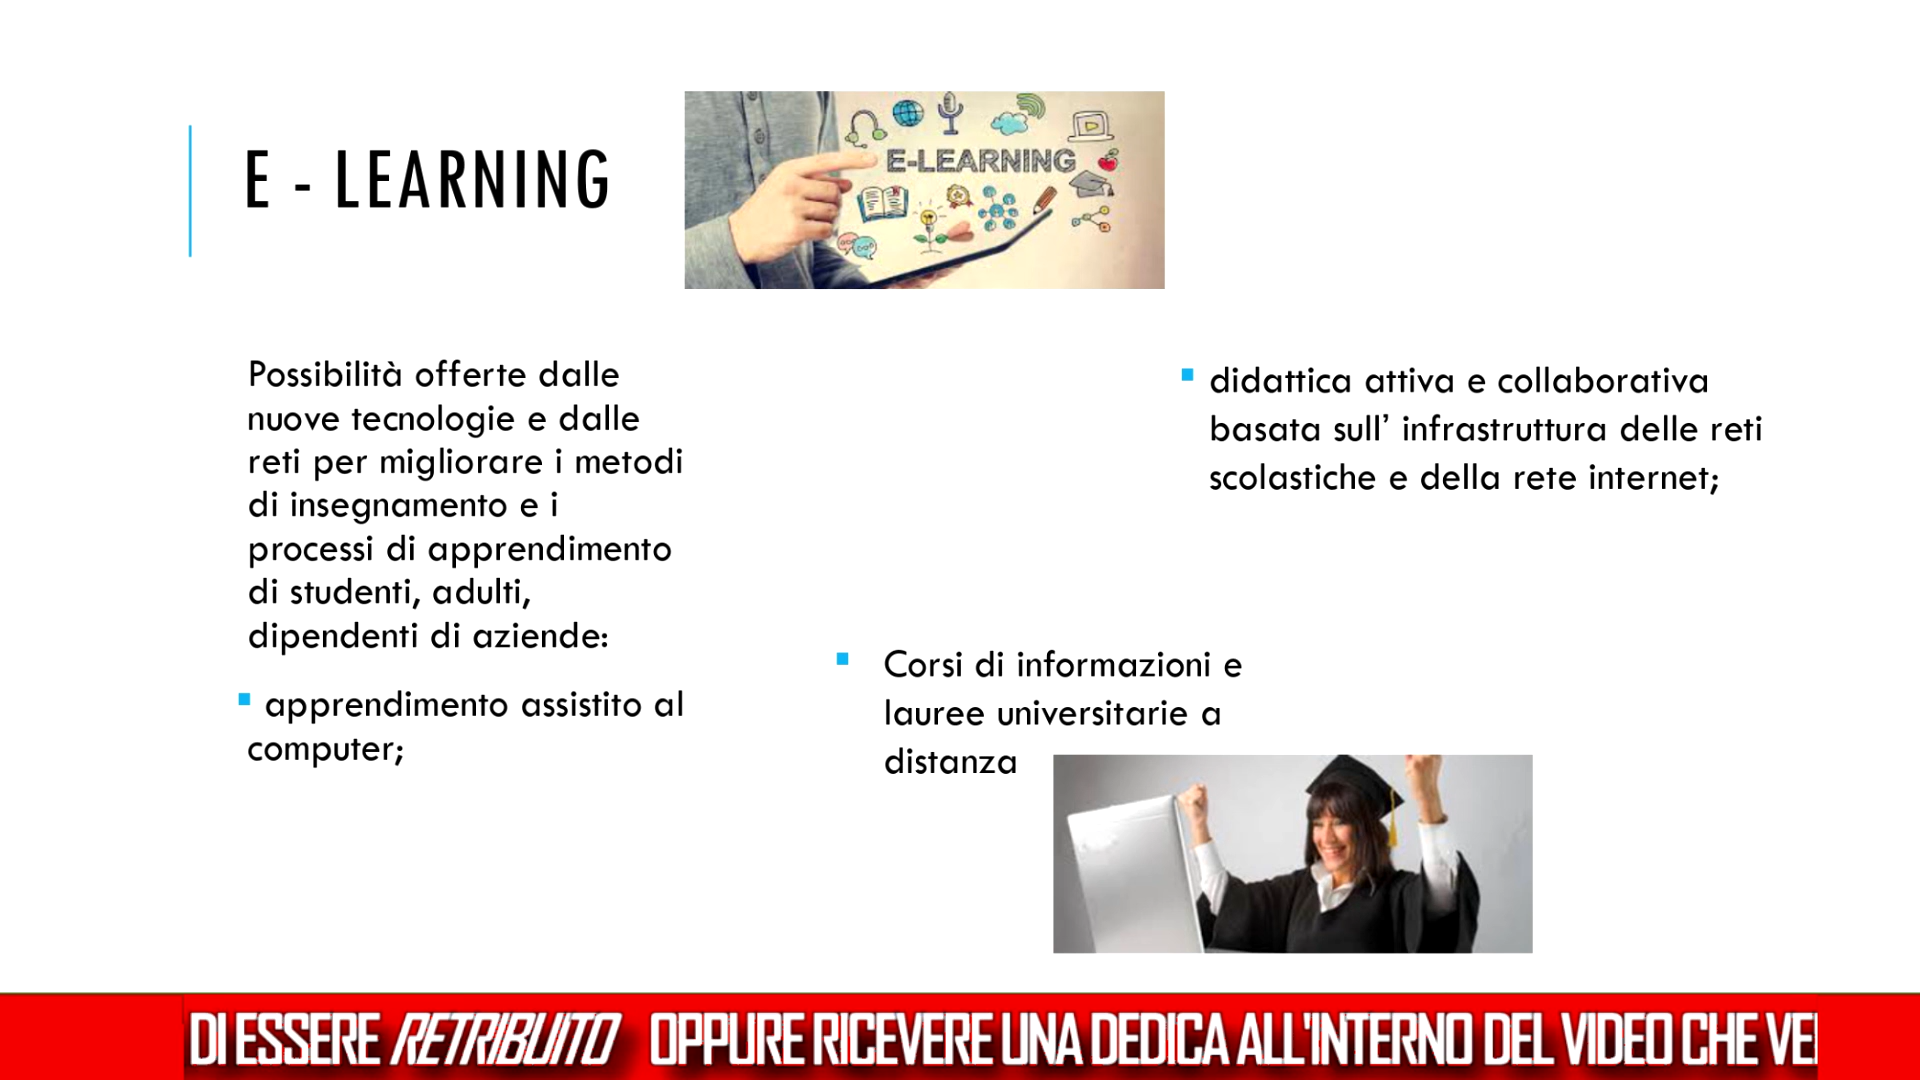 E - LEARNING
E-LEARNING
Possibilità offerte dalle
nuove tecnologie e dalle
reti per migliorare i metodi
di insegnamento e i
processi di apprendimento
di studenti, adulti,
dipendenti di aziende:
apprendimento assistito al
computer;
didattica attiva e collaborativa
basata sull’ infrastruttura delle reti
scolastiche e della rete internet;
Corsi di informazioni e
lauree universitarie a
distanza
DI ESSERE RETRIBUITO OPPURE RICEVERE UNA DEDICA ALL'INTERNO DEL VIDEO CHE